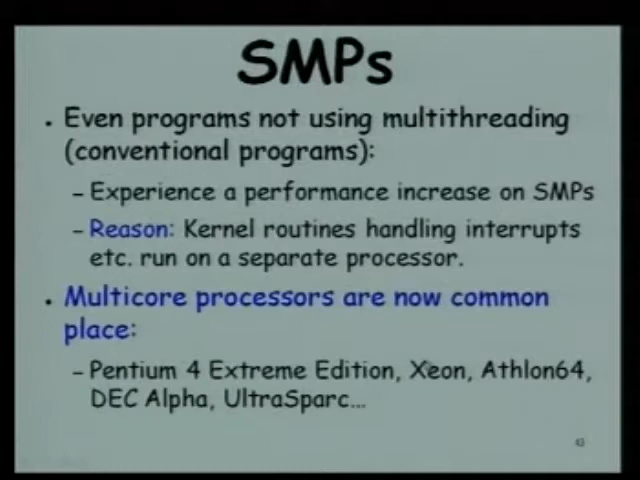 SMPs
• Even programs not using multithreading
(conventional programs):
– Experience a performance increase on SMPs
– Reason: Kernel routines handling interrupts
etc. run on a separate processor.
• Multicore processors are now common
place:
– Pentium 4 Extreme Edition, Xeon, Athlon64,
DEC Alpha, UltraSparc…